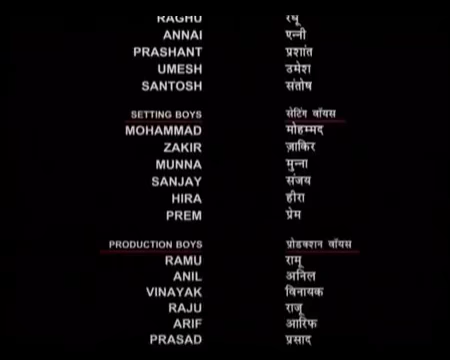 RAGHU रघू
ANNAI एन्नी
PRASHANT प्रशांत
UMESH उमेश
SANTOSH संतोष
SETTING BOYS सेटिंग बॉयस
MOHAMMAD मोहम्मद
ZAKIR ज़ाकिर
MUNNA मुन्ना
SANJAY संजय
HIRA हीरा
PREM प्रेम
PRODUCTION BOYS प्रोडक्शन बॉयस
RAMU रामू
ANIL अनिल
VINAYAK विनायक
RAJU राजू
ARIF आरिफ
PRASAD प्रसाद